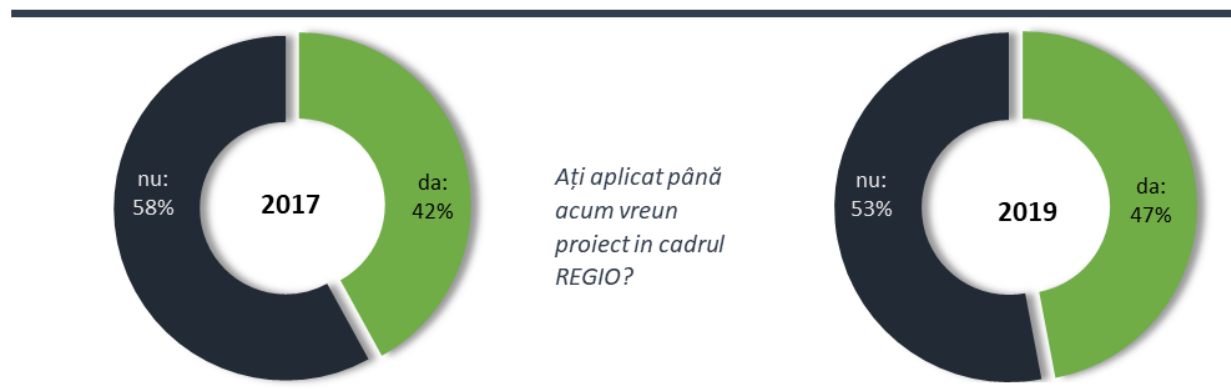 nu:
58%
2017
da:
42%
Ați aplicat până
acum vreun
proiect in cadrul
REGIO?
nu:
53%
2019
da:
47%